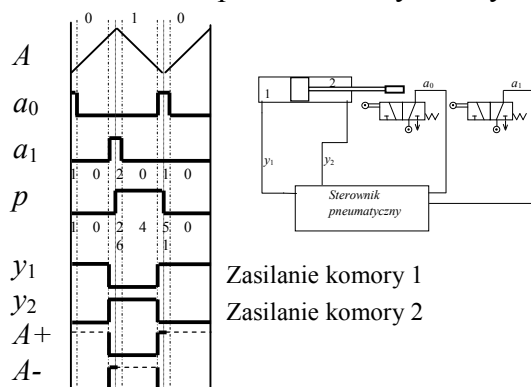 0 1 0
A
a0
a1
1 0 2 0 1 0
p
1 0 2 4 5 0
6 1
y1
y2
A+
A-
Zasilanie komory 1
Zasilanie komory 2
1
2
a0
a1
y1
y2
Sterownik
pneumatyczny